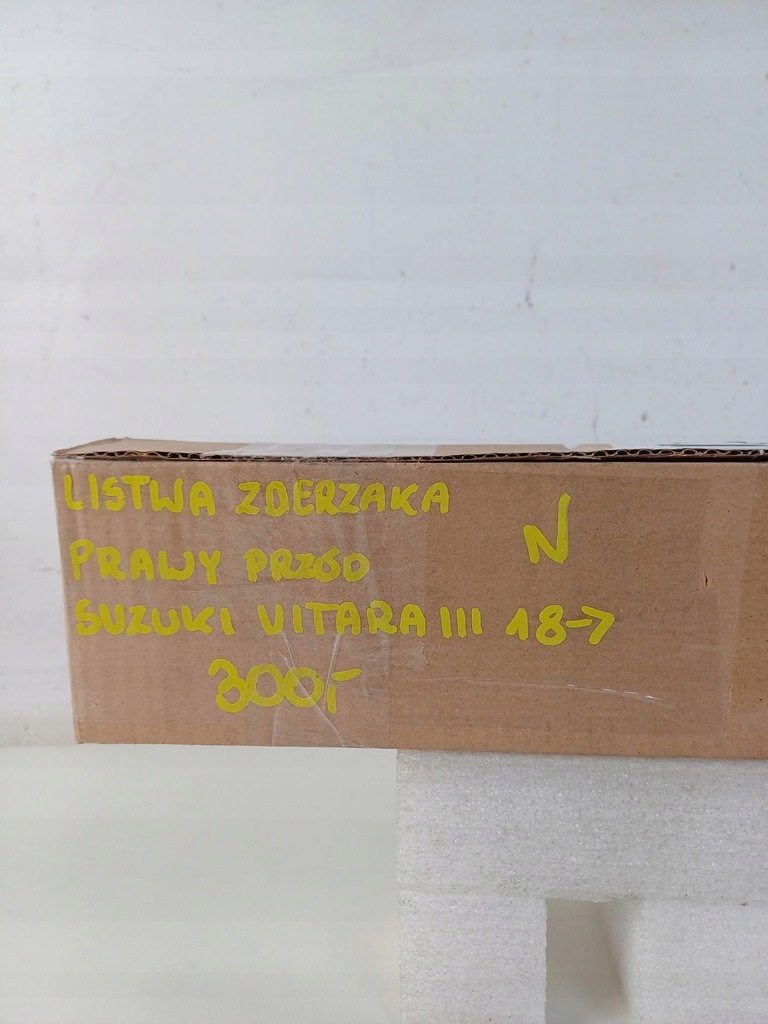 LISTWA ZDERZAKA
N
PRAWY PRZÓD
SUZUKI VITARA III 18->
300,-